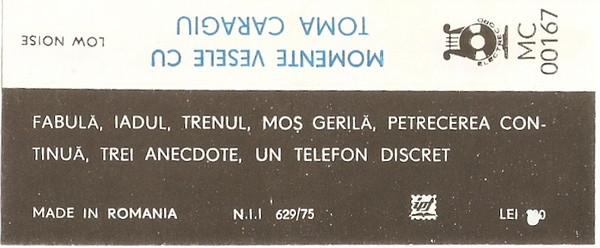 LOW NOISE
MOMENTE VESELE CU
TOMA CARAGIU
ELECTRECORD
MC
00167
FABULĂ, IADUL, TRENUL, MOȘ GERILĂ, PETRECEREA CON-
TINUĂ, TREI ANECDOTE, UN TELEFON DISCRET
MADE IN ROMANIA N.I.I 629/75 LEI